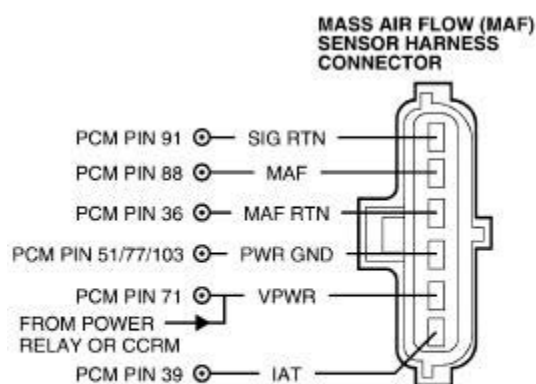 MASS AIR FLOW (MAF)
SENSOR HARNESS
CONNECTOR
PCM PIN 91 SIG RTN
PCM PIN 88 MAF
PCM PIN 36 MAF RTN
PCM PIN 51/77/103 PWR GND
PCM PIN 71 VPWR
FROM POWER
RELAY OR CCRM
PCM PIN 39 IAT